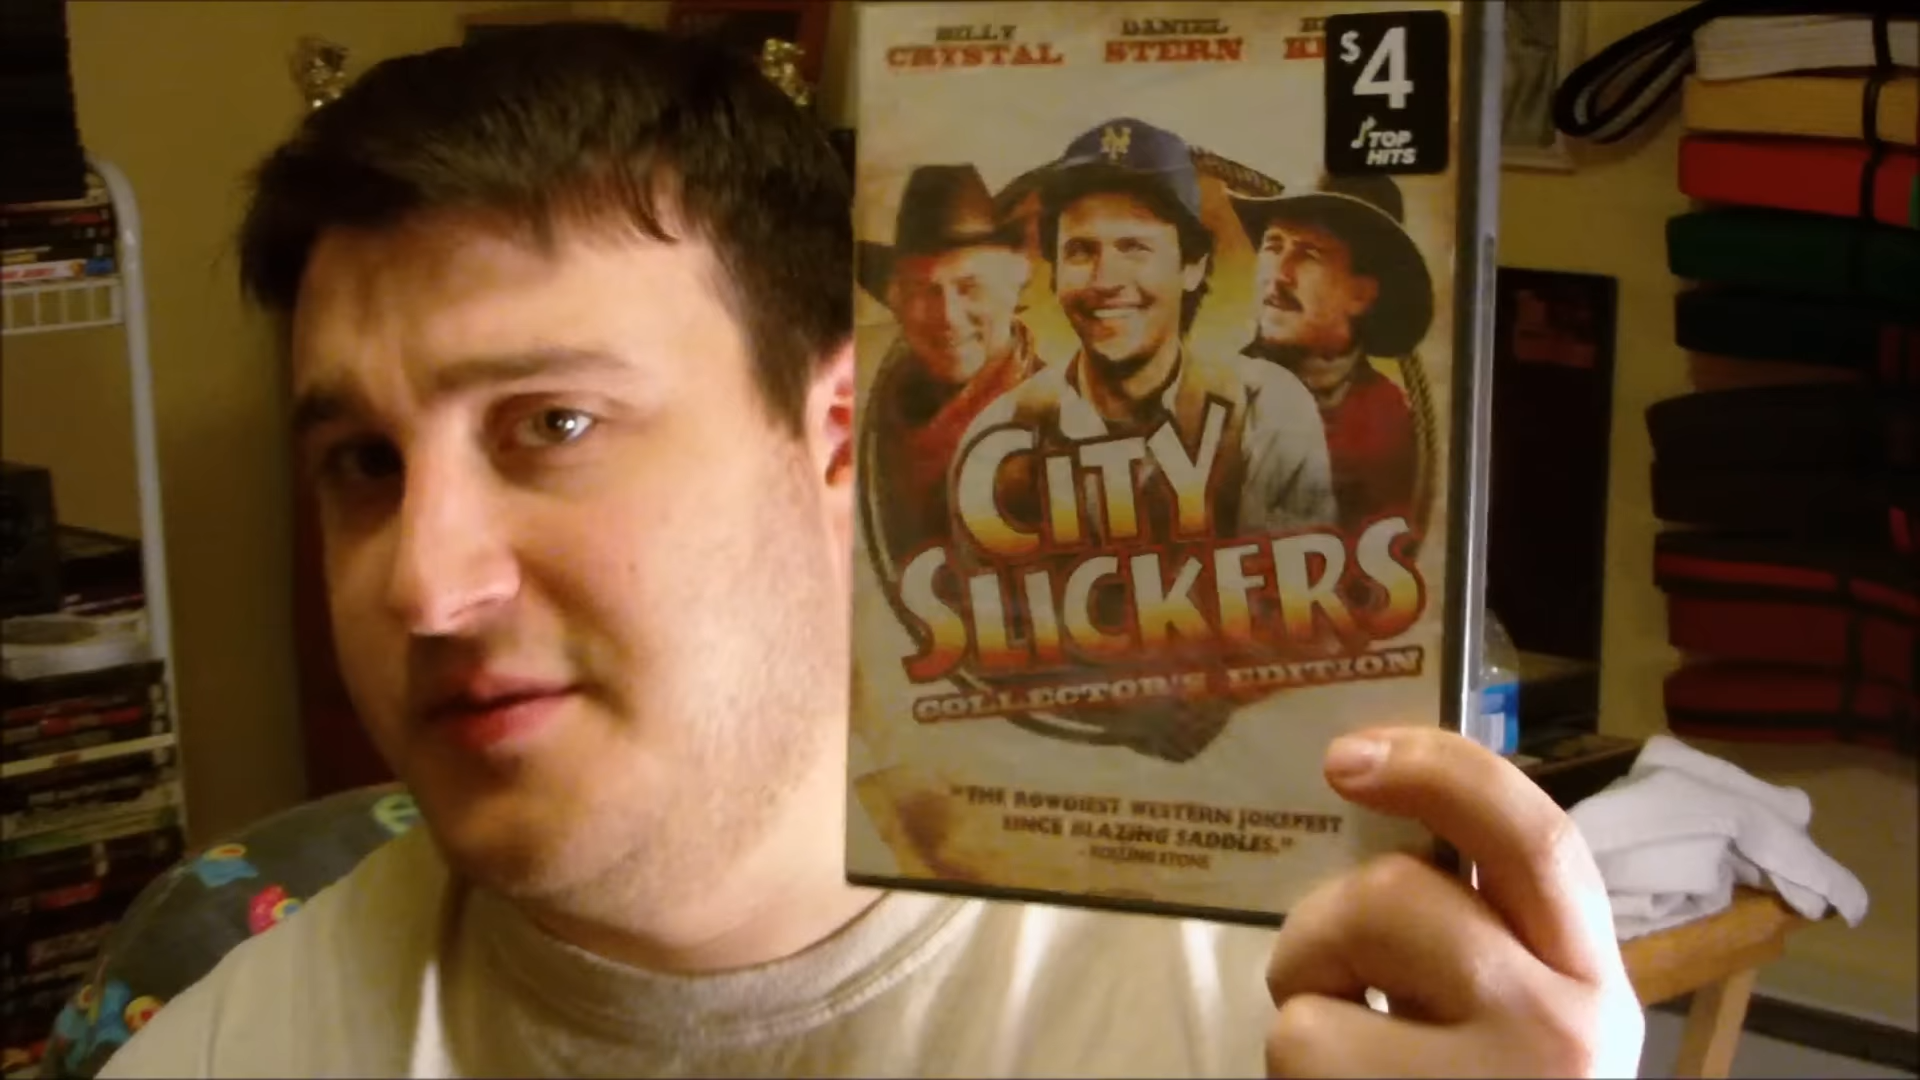 BILLY DANIEL
CRYSTAL STERN
$4
TOP
HITS
CITY
SLICKERS
COLLECTOR'S EDITION
"THE ROWDIEST WESTERN JOKEFEST
SINCE BLAZING SADDLES."
- ROLLING STONE